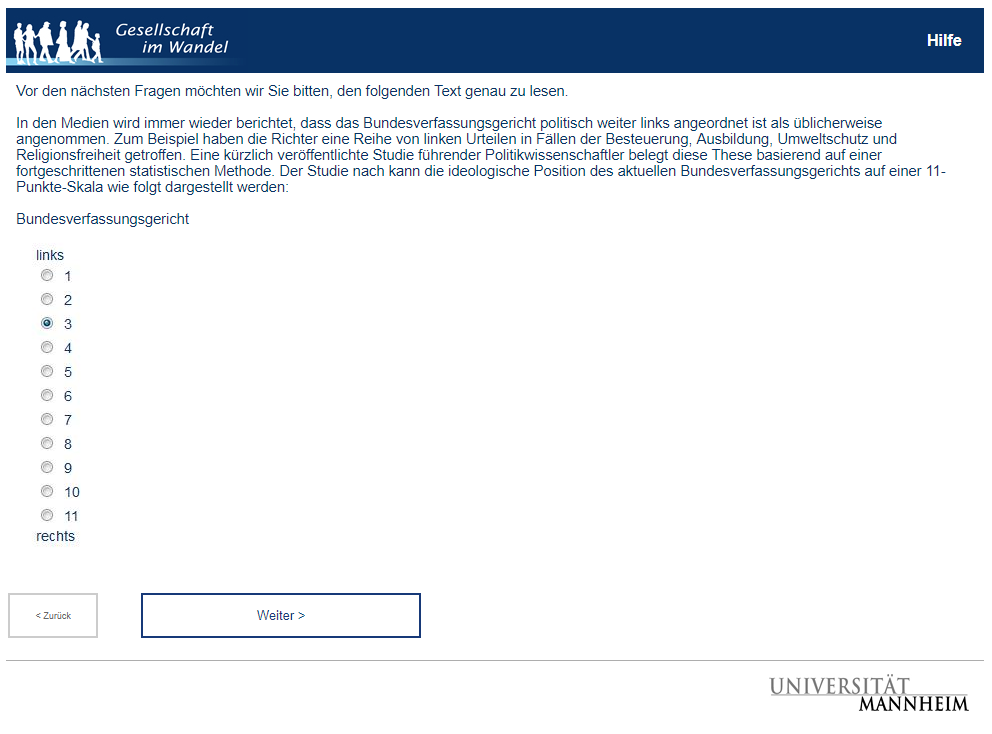 Gesellschaft
im Wandel
Hilfe
Vor den nächsten Fragen möchten wir Sie bitten, den folgenden Text genau zu lesen.
In den Medien wird immer wieder berichtet, dass das Bundesverfassungsgericht politisch weiter links angeordnet ist als üblicherweise
angenommen. Zum Beispiel haben die Richter eine Reihe von linken Urteilen in Fällen der Besteuerung, Ausbildung, Umweltschutz und
Religionsfreiheit getroffen. Eine kürzlich veröffentlichte Studie führender Politikwissenschaftler belegt diese These basierend auf einer
fortgeschrittenen statistischen Methode. Der Studie nach kann die ideologische Position des aktuellen Bundesverfassungsgerichts auf einer 11-
Punkte-Skala wie folgt dargestellt werden:
Bundesverfassungsgericht
links
1
2
3
4
5
6
7
8
9
10
11
rechts
< Zurück
Weiter >
UNIVERSITÄT
MANNHEIM